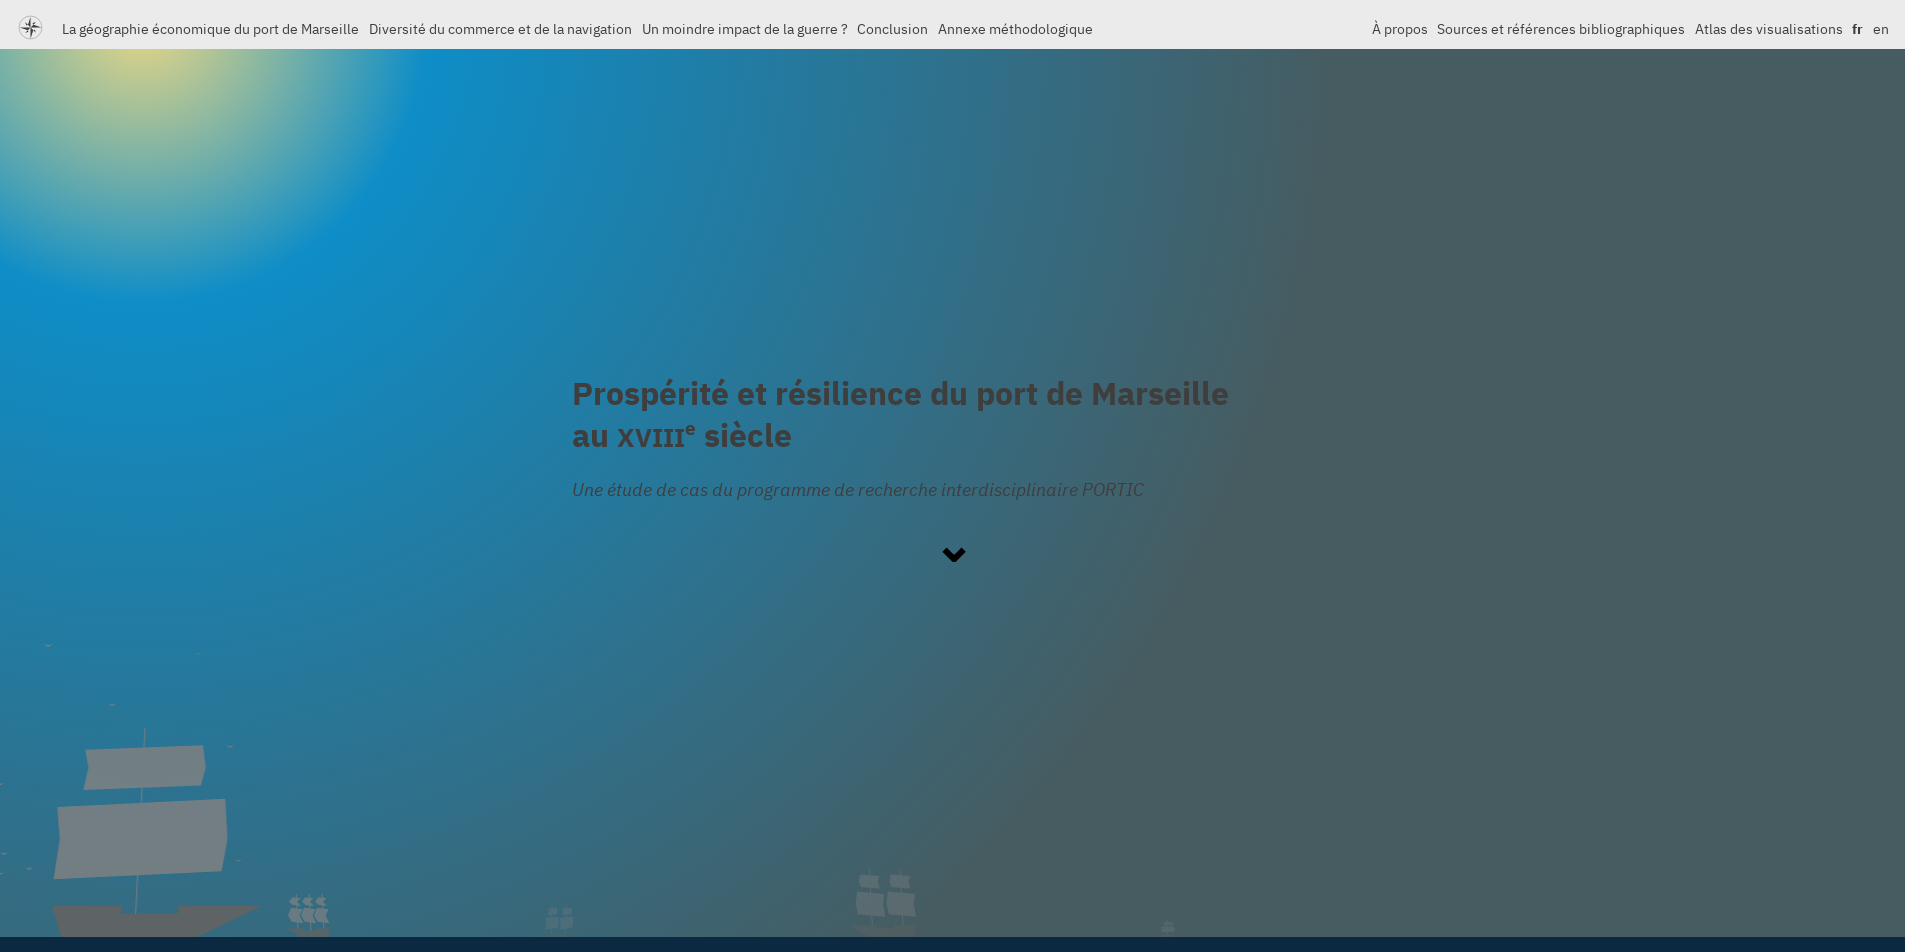 La géographie économique du port de Marseille Diversité du commerce et de la navigation Un moindre impact de la guerre ? Conclusion Annexe méthodologique À propos Sources et références bibliographiques Atlas des visualisations fr en
Prospérité et résilience du port de Marseille
au XVIIIe siècle
Une étude de cas du programme de recherche interdisciplinaire PORTIC